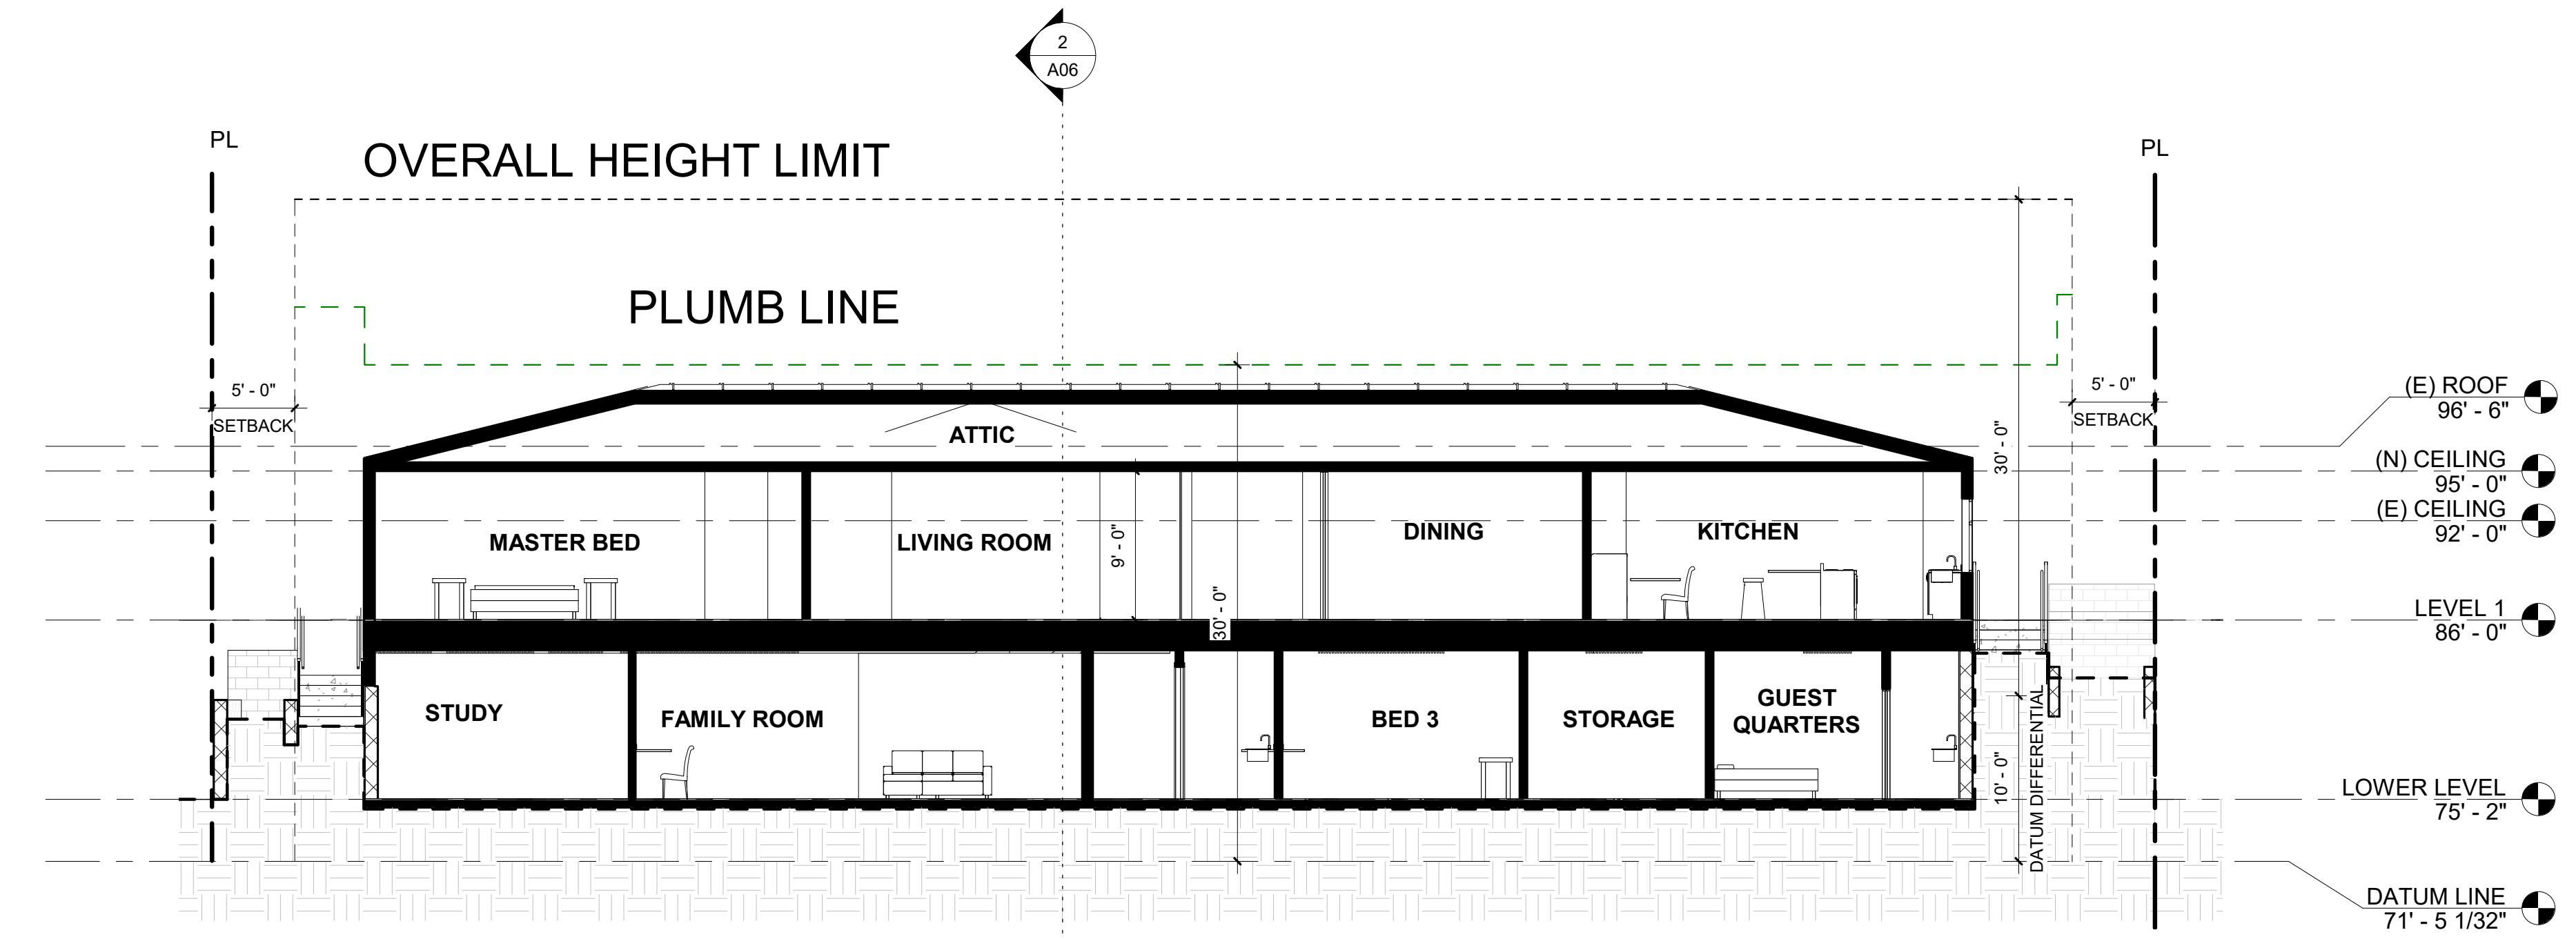 2
A06
PL
PL
OVERALL HEIGHT LIMIT
PLUMB LINE
5' - 0"
SETBACK
5' - 0"
SETBACK
(E) ROOF
96' - 6"
ATTIC
30' - 0"
(N) CEILING
95' - 0"
(E) CEILING
92' - 0"
MASTER BED
LIVING ROOM
9' - 0"
DINING
KITCHEN
30' - 0"
LEVEL 1
86' - 0"
STUDY
FAMILY ROOM
BED 3
STORAGE
GUEST
QUARTERS
10' - 0"
DATUM DIFFERENTIAL
LOWER LEVEL
75' - 2"
DATUM LINE
71' - 5 1/32"